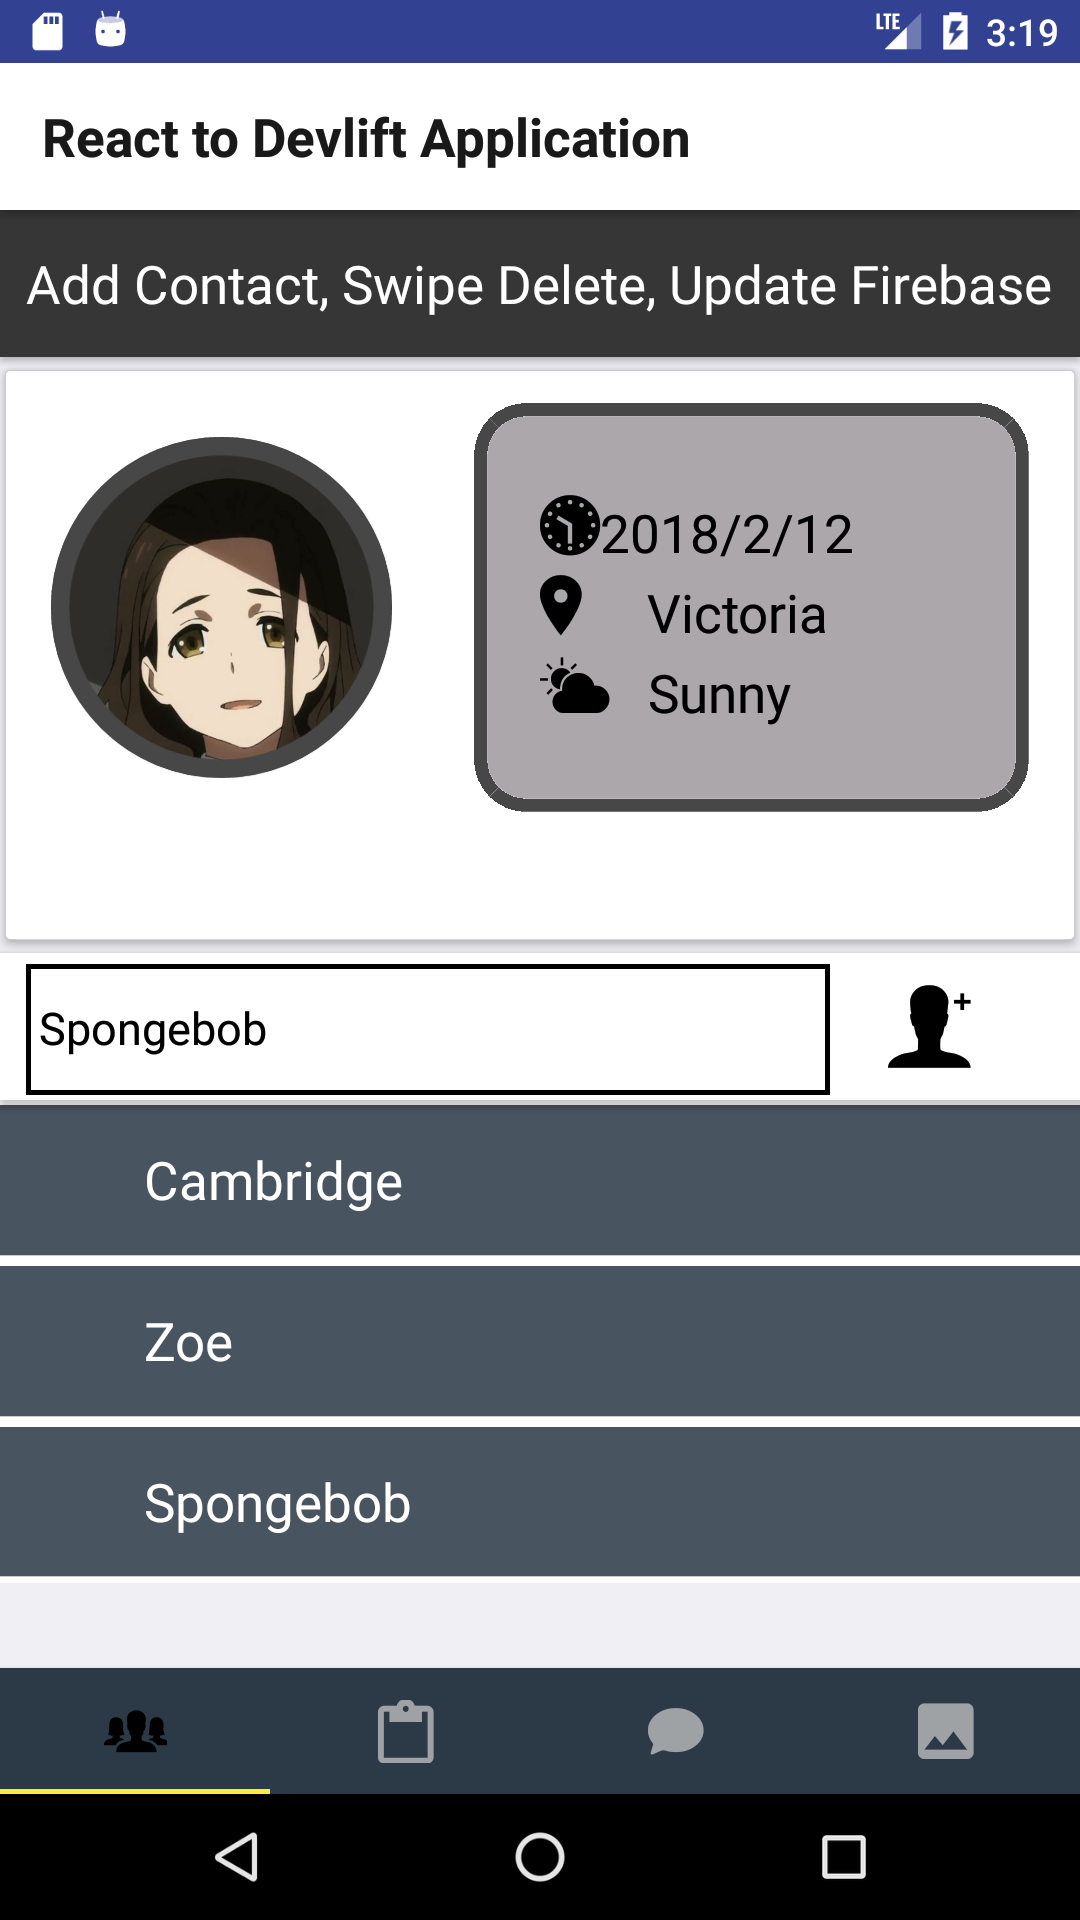 LTE 3:19
React to Devlift Application
Add Contact, Swipe Delete, Update Firebase
2018/2/12
Victoria
Sunny
Spongebob
Cambridge
Zoe
Spongebob